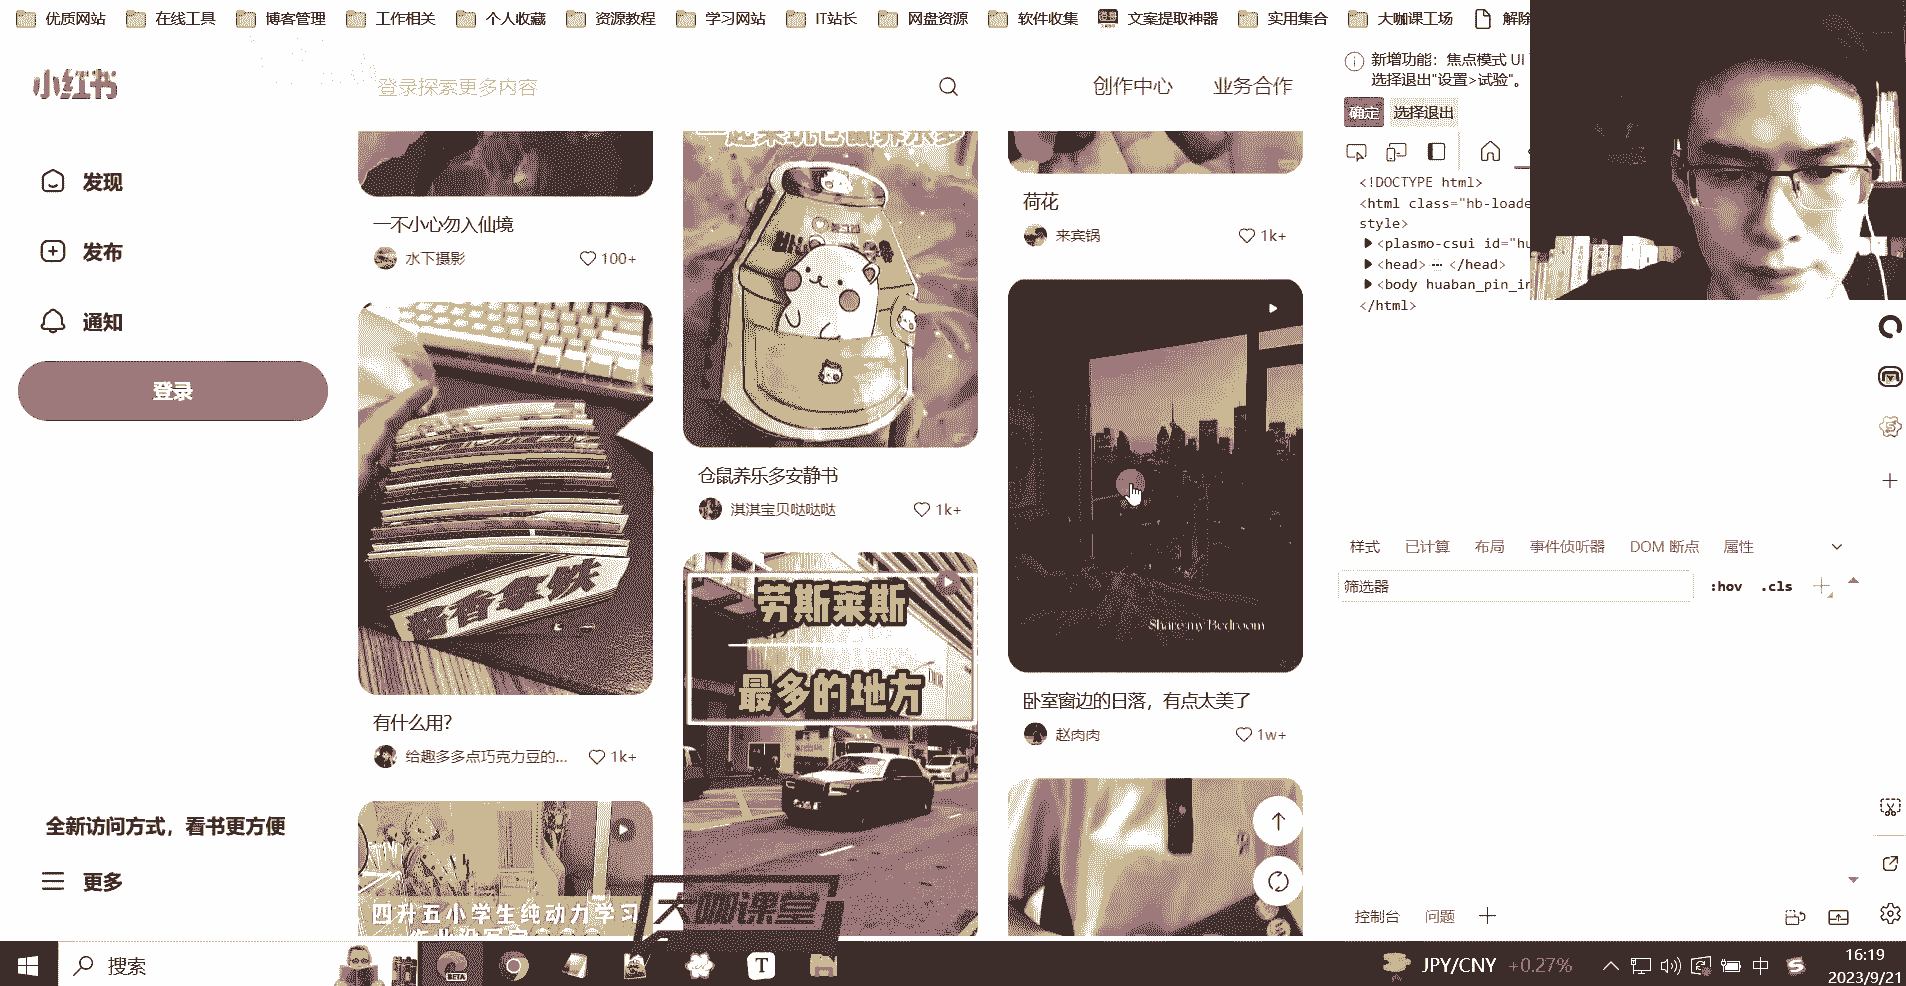 优质网站
在线工具
博客管理
工作相关
个人收藏
资源教程
学习网站
IT站长
网盘资源
软件收集
文案提取神器
实用集合
大咖课工场
解除
小红书
登录探索更多内容
创作中心
业务合作
新增功能：焦点模式 UI
选择退出"设置>试验"。
确定
选择退出
发现
发布
通知
登录
全新访问方式，看书更方便
更多
一不小心勿入仙境
水下摄影
100+
有什么用?
给趣多多点巧克力豆的...
1k+
四升五小学生纯动力学习
仓鼠养乐多安静书
淇淇宝贝哒哒哒
1k+
劳斯莱斯
最多的地方
荷花
来宾锅
1k+
Share my Bedroom
卧室窗边的日落，有点太美了
赵肉肉
1w+
<!DOCTYPE html>
<html class="hb-loade
style>
<plasmo-csui id="hu
<head> ··· </head>
<body huaban_pin_in
</html>
样式
已计算
布局
事件侦听器
DOM 断点
属性
筛选器
:hov
.cls
控制台
问题
大咖课堂
搜索
BETA
T
JPY/CNY
+0.27%
中
16:19
2023/9/21